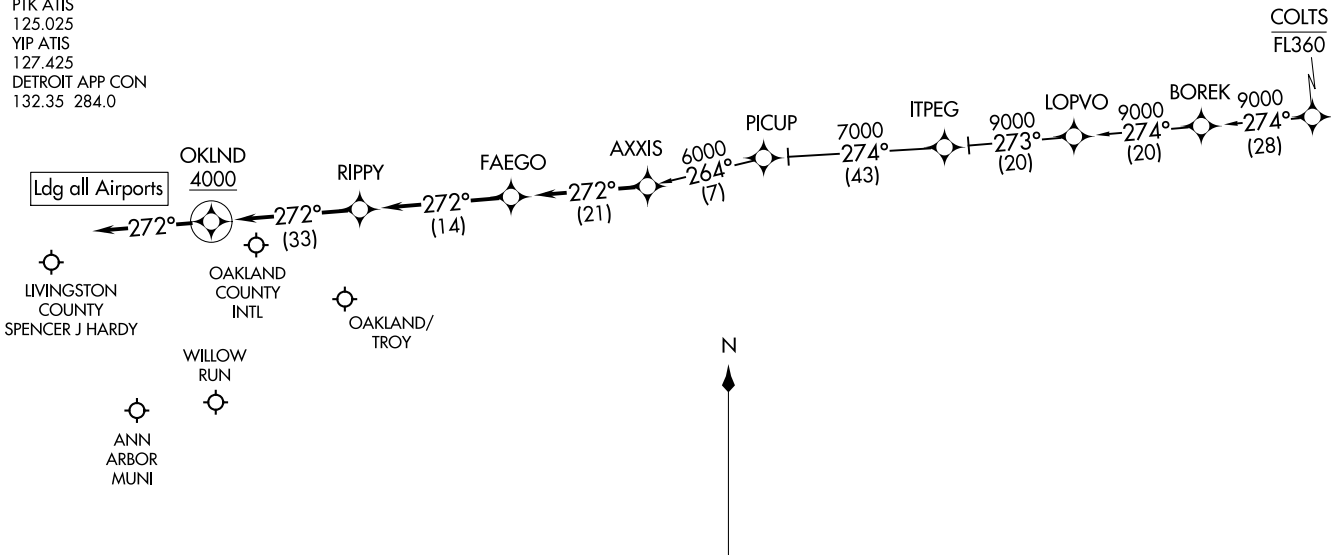 PTK ATIS
125.025
YIP ATIS
127.425
DETROIT APP CON
132.35 284.0
COLTS
FL360
BOREK
9000
274°
(28)
LOPVO
9000
274°
(20)
ITPEG
9000
273°
(20)
PICUP
7000
274°
(43)
AXXIS
6000
264°
(7)
FAEGO
272°
(21)
RIPPY
272°
(14)
OKLND
4000
272°
(33)
Ldg all Airports
272°
LIVINGSTON
COUNTY
SPENCER J HARDY
OAKLAND
COUNTY
INTL
OAKLAND/
TROY
WILLOW
RUN
ANN
ARBOR
MUNI
N